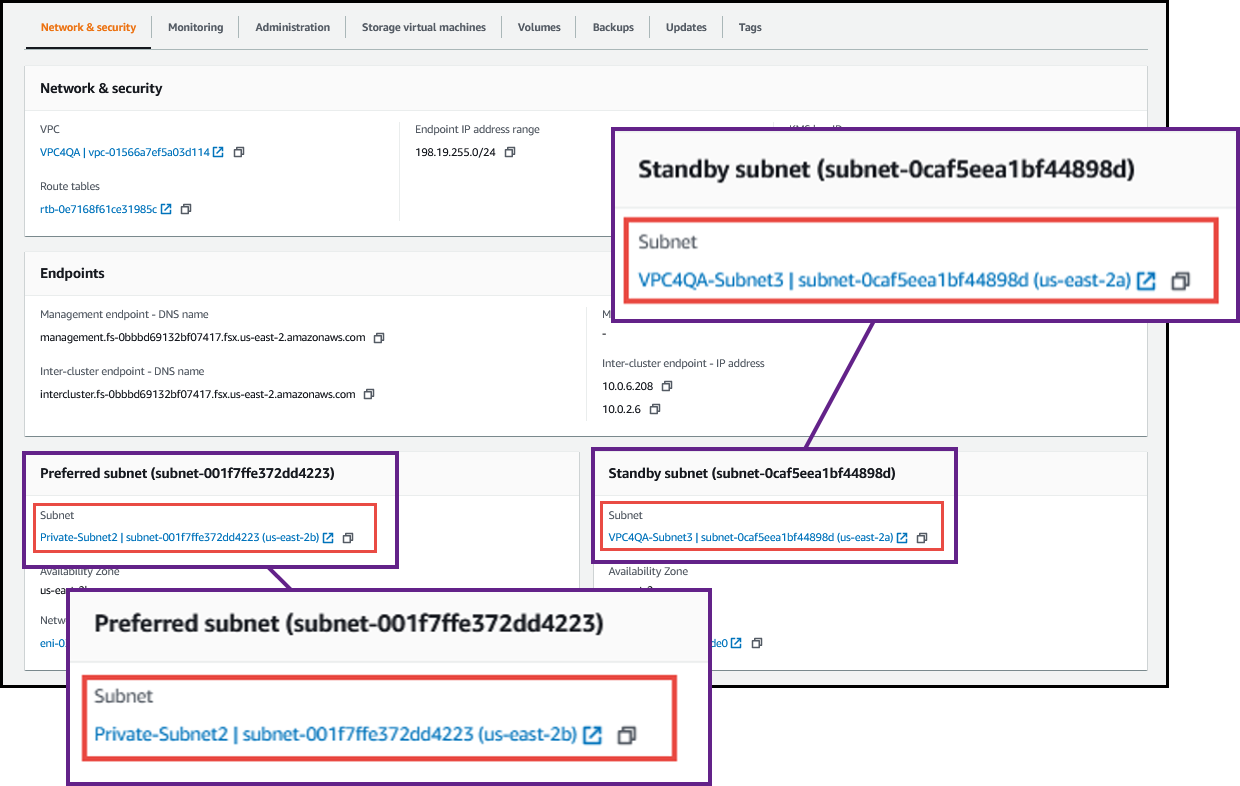 Network & security
Monitoring
Administration
Storage virtual machines
Volumes
Backups
Updates
Tags
Network & security
VPC
VPC4QA | vpc-01566a7ef5a03d114
Route tables
rtb-0e7168f61ce31985c
Endpoint IP address range
198.19.255.0/24
Standby subnet (subnet-0caf5eea1bf44898d)
Subnet
VPC4QA-Subnet3 | subnet-0caf5eea1bf44898d (us-east-2a)
Endpoints
Management endpoint - DNS name
management.fs-0bbbd69132bf07417.fsx.us-east-2.amazonaws.com
Inter-cluster endpoint - DNS name
intercluster.fs-0bbbd69132bf07417.fsx.us-east-2.amazonaws.com
-
Inter-cluster endpoint - IP address
10.0.6.208
10.0.2.6
Preferred subnet (subnet-001f7ffe372dd4223)
Subnet
Private-Subnet2 | subnet-001f7ffe372dd4223 (us-east-2b)
Availability Zone
Standby subnet (subnet-0caf5eea1bf44898d)
Subnet
VPC4QA-Subnet3 | subnet-0caf5eea1bf44898d (us-east-2a)
Availability Zone
Preferred subnet (subnet-001f7ffe372dd4223)
Subnet
Private-Subnet2 | subnet-001f7ffe372dd4223 (us-east-2b)